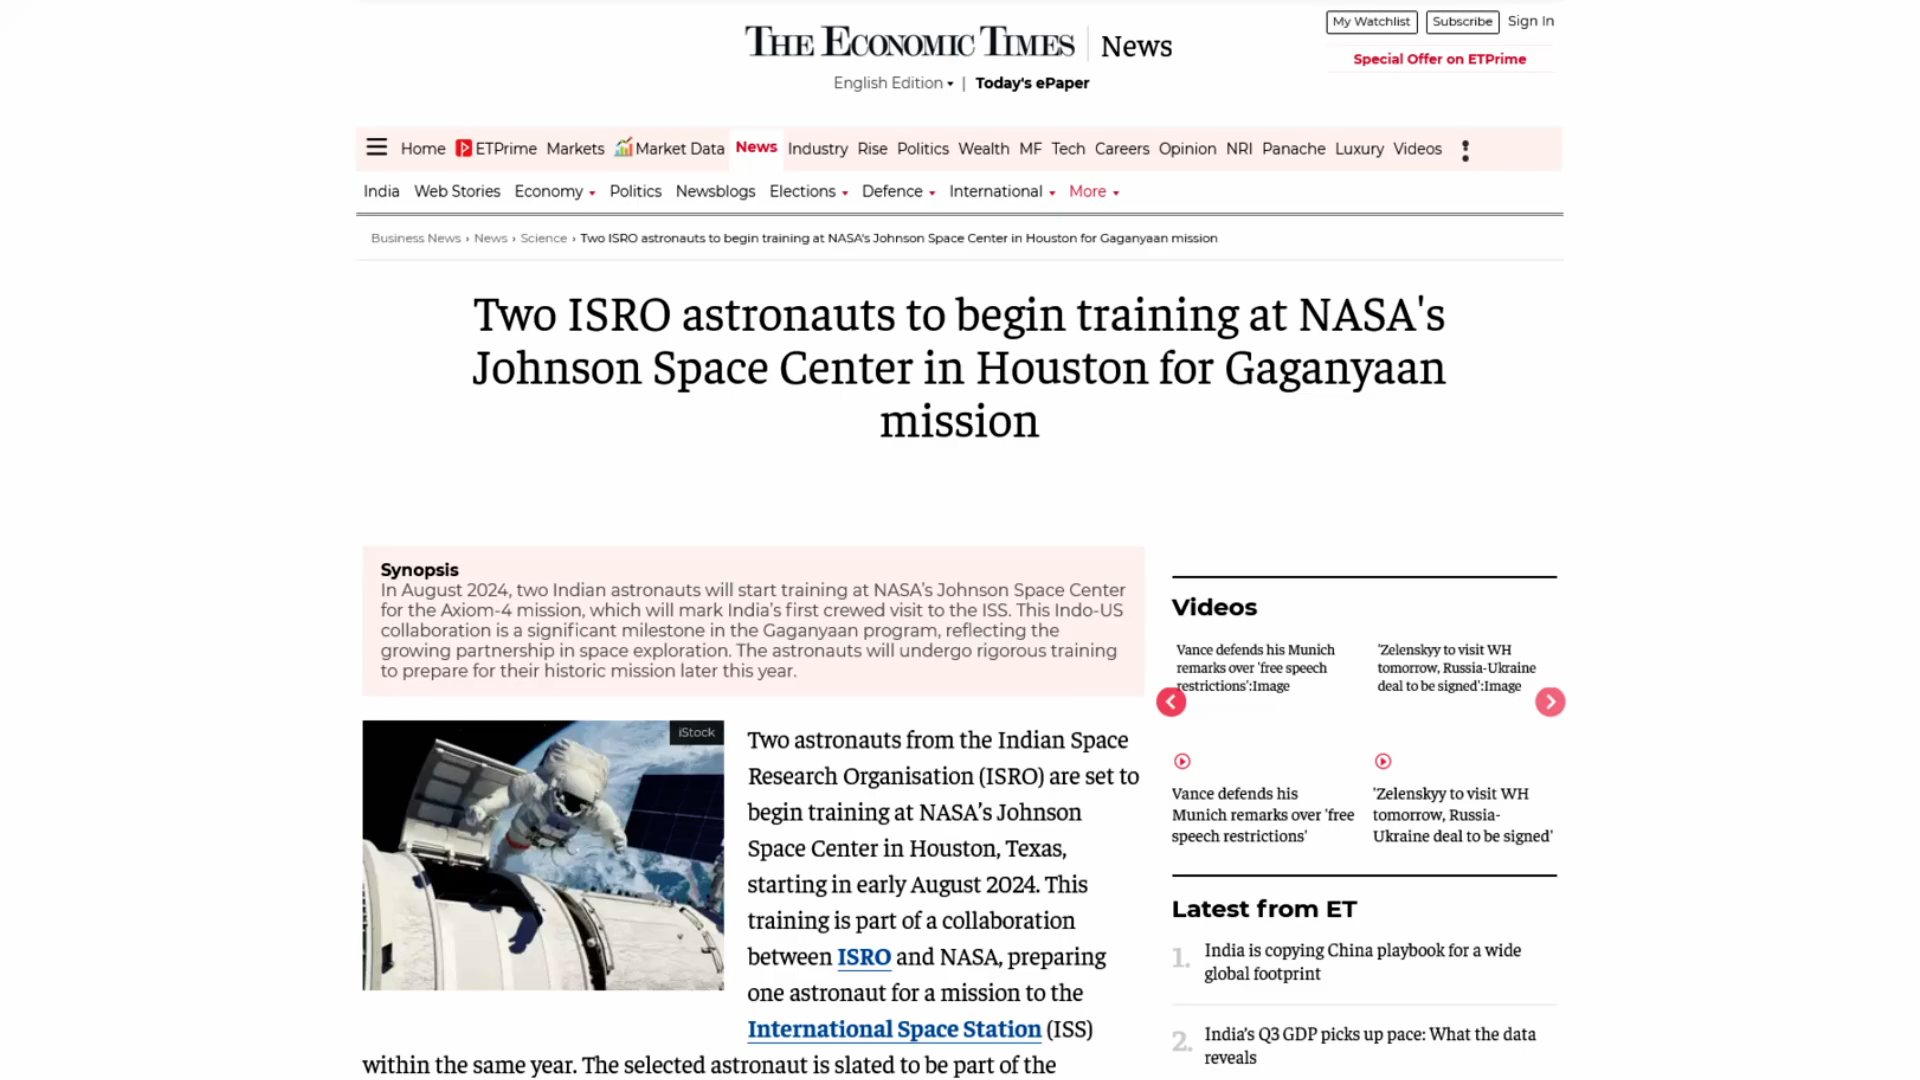 THE ECONOMIC TIMES News
My Watchlist Subscribe Sign In
Special Offer on ETPrime
English Edition | Today's ePaper
Home ETPrime Markets Market Data News Industry Rise Politics Wealth MF Tech Careers Opinion NRI Panache Luxury Videos
India Web Stories Economy Politics Newsblogs Elections Defence International More
Business News › News › Science › Two ISRO astronauts to begin training at NASA's Johnson Space Center in Houston for Gaganyaan mission
Two ISRO astronauts to begin training at NASA's
Johnson Space Center in Houston for Gaganyaan
mission
Synopsis
In August 2024, two Indian astronauts will start training at NASA’s Johnson Space Center
for the Axiom-4 mission, which will mark India’s first crewed visit to the ISS. This Indo-US
collaboration is a significant milestone in the Gaganyaan program, reflecting the
growing partnership in space exploration. The astronauts will undergo rigorous training
to prepare for their historic mission later this year.
iStock
Two astronauts from the Indian Space
Research Organisation (ISRO) are set to
begin training at NASA’s Johnson
Space Center in Houston, Texas,
starting in early August 2024. This
training is part of a collaboration
between ISRO and NASA, preparing
one astronaut for a mission to the
International Space Station (ISS)
within the same year. The selected astronaut is slated to be part of the
Videos
Vance defends his Munich
remarks over 'free speech
restrictions':Image
'Zelenskyy to visit WH
tomorrow, Russia-Ukraine
deal to be signed':Image
Vance defends his
Munich remarks over 'free
speech restrictions'
'Zelenskyy to visit WH
tomorrow, Russia-
Ukraine deal to be signed'
Latest from ET
1. India is copying China playbook for a wide
global footprint
2. India’s Q3 GDP picks up pace: What the data
reveals